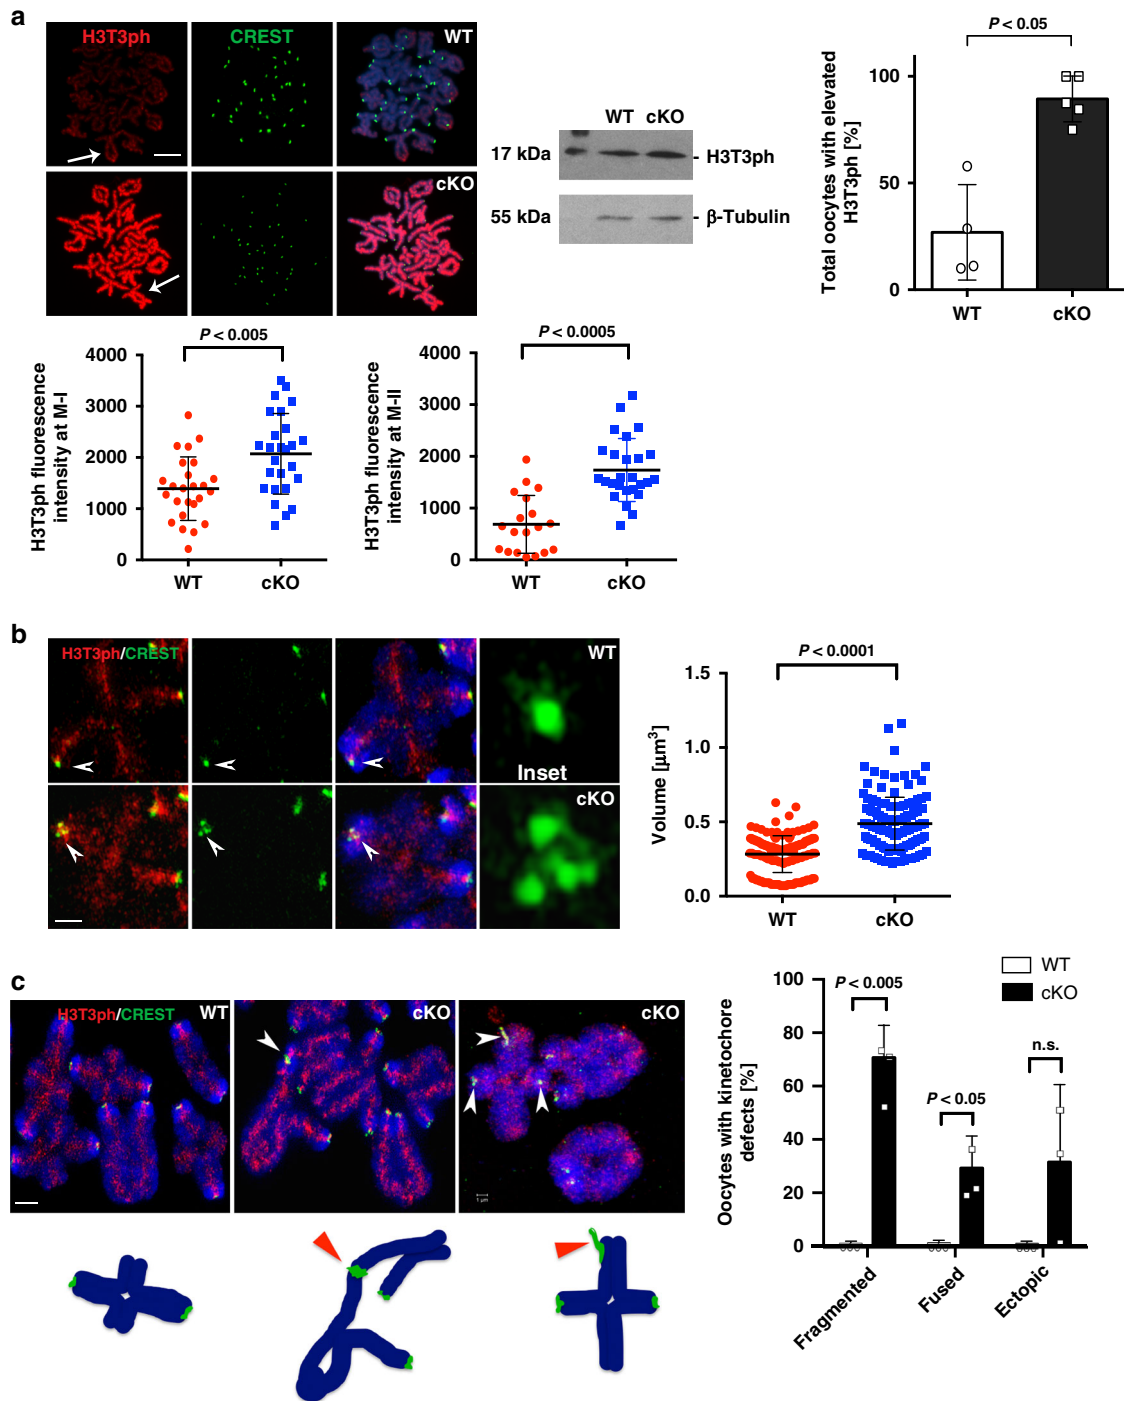 a
H3T3ph
CREST
WT
cKO
WT cKO
17 kDa
- H3T3ph
55 kDa
- β-Tubulin
P < 0.05
Total oocytes with elevated
H3T3ph [%]
100
50
0
WT
cKO
P < 0.005
H3T3ph fluorescence
intensity at M-I
4000
3000
2000
1000
0
WT
cKO
P < 0.0005
H3T3ph fluorescence
intensity at M-II
4000
3000
2000
1000
0
WT
cKO
b
H3T3ph/CREST
WT
Inset
cKO
P < 0.0001
Volume [μm³]
1.5
1.0
0.5
0.0
WT
cKO
c
H3T3ph/CREST
WT
cKO
cKO
1 μm
WT
cKO
Oocytes with kinetochore
defects [%]
100
80
60
40
20
0
P < 0.005
P < 0.05
n.s.
Fragmented
Fused
Ectopic